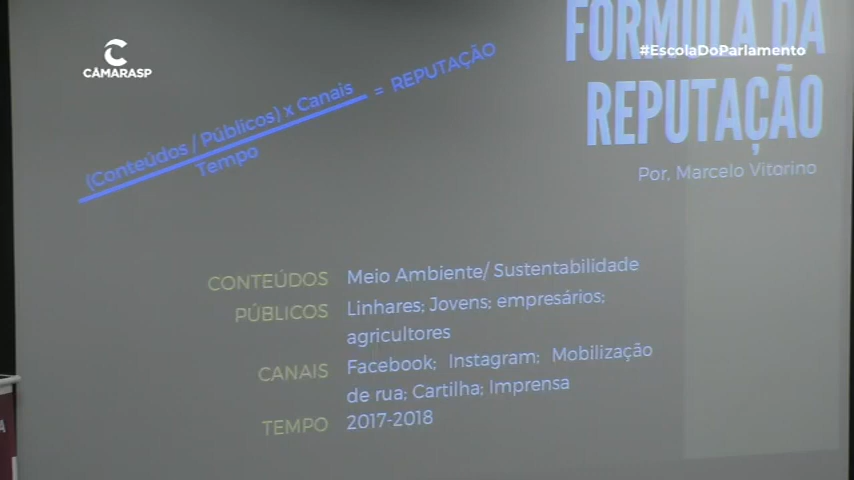 CÂMARASP
#EscolaDoParlamento
FÓRMULA DA
REPUTAÇÃO
Por, Marcelo Vitorino
(Conteúdos / Públicos) x Canais
Tempo
= REPUTAÇÃO
CONTEÚDOS Meio Ambiente/ Sustentabilidade
PÚBLICOS Linhares; Jovens; empresários;
agricultores
CANAIS Facebook; Instagram; Mobilização
de rua; Cartilha; Imprensa
TEMPO 2017-2018
A